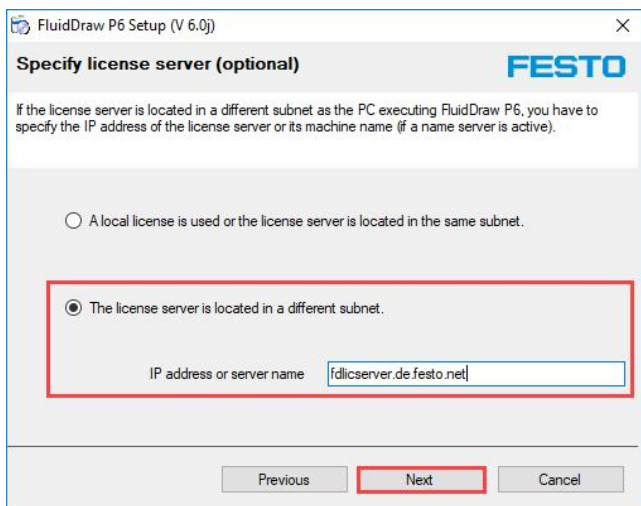 FluidDraw P6 Setup (V 6.0j)
Specify license server (optional)
FESTO
If the license server is located in a different subnet as the PC executing FluidDraw P6, you have to
specify the IP address of the license server or its machine name (if a name server is active).
A local license is used or the license server is located in the same subnet.
The license server is located in a different subnet.
IP address or server name
fdlicserver.de.festo.net
Previous
Next
Cancel